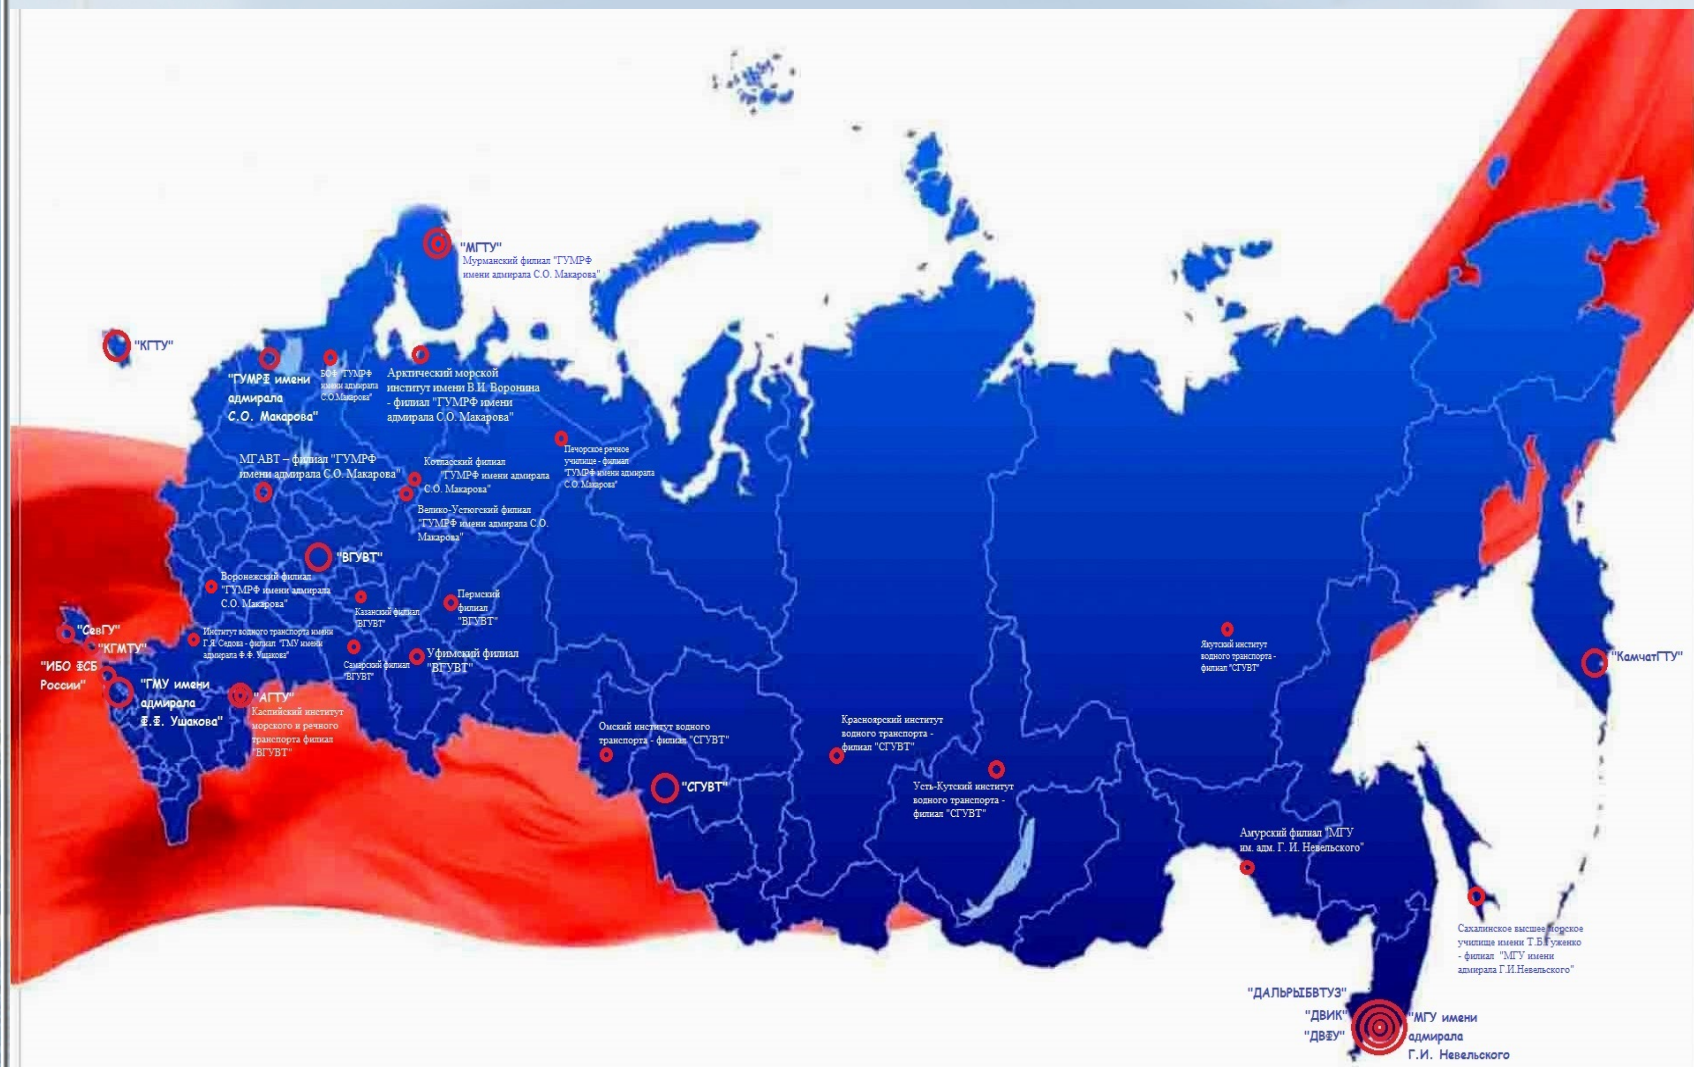 "МГТУ"
Мурманский филиал "ГУМРФ
имени адмирала С.О. Макарова"
"КГТУ"
"ГУМРФ имени
адмирала
С.О. Макарова"
БОФ "ГУМРФ
имени адмирала
С.О.Макарова"
Арктический морской
институт имени В.И. Воронина
- филиал "ГУМРФ имени
адмирала С.О. Макарова"
Печорское речное
училище - филиал
"ГУМРФ имени адмирала
С.О. Макарова"
МГАВТ – филиал "ГУМРФ
имени адмирала С.О. Макарова"
Котласский филиал
"ГУМРФ имени адмирала
С.О. Макарова"
Велико-Устюгский филиал
"ГУМРФ имени адмирала С.О.
Макарова"
"ВГУВТ"
Воронежский филиал
"ГУМРФ имени адмирала
С.О. Макарова"
Казанский филиал
"ВГУВТ"
Пермский
филиал
"ВГУВТ"
"СевГУ"
"КГМТУ"
"ИБО ФСБ
России"
Институт водного транспорта имени
Г.Я. Седова - филиал "ГМУ имени
адмирала Ф.Ф. Ушакова"
Самарский филиал
"ВГУВТ"
Уфимский филиал
"ВГУВТ"
"ГМУ имени
адмирала
Ф.Ф. Ушакова"
"АГТУ"
Каспийский институт
морского и речного
транспорта филиал
"ВГУВТ"
Омский институт водного
транспорта - филиал "СГУВТ"
"СГУВТ"
Красноярский институт
водного транспорта -
филиал "СГУВТ"
Усть-Кутский институт
водного транспорта -
филиал "СГУВТ"
Якутский институт
водного транспорта -
филиал "СГУВТ"
"КамчатГТУ"
Амурский филиал "МГУ
им. адм. Г. И. Невельского"
Сахалинское высшее морское
училище имени Т.Б.Гуженко
- филиал "МГУ имени
адмирала Г.И.Невельского"
"ДАЛЬРЫБВТУЗ"
"ДВИК"
"ДВФУ"
"МГУ имени
адмирала
Г.И. Невельского